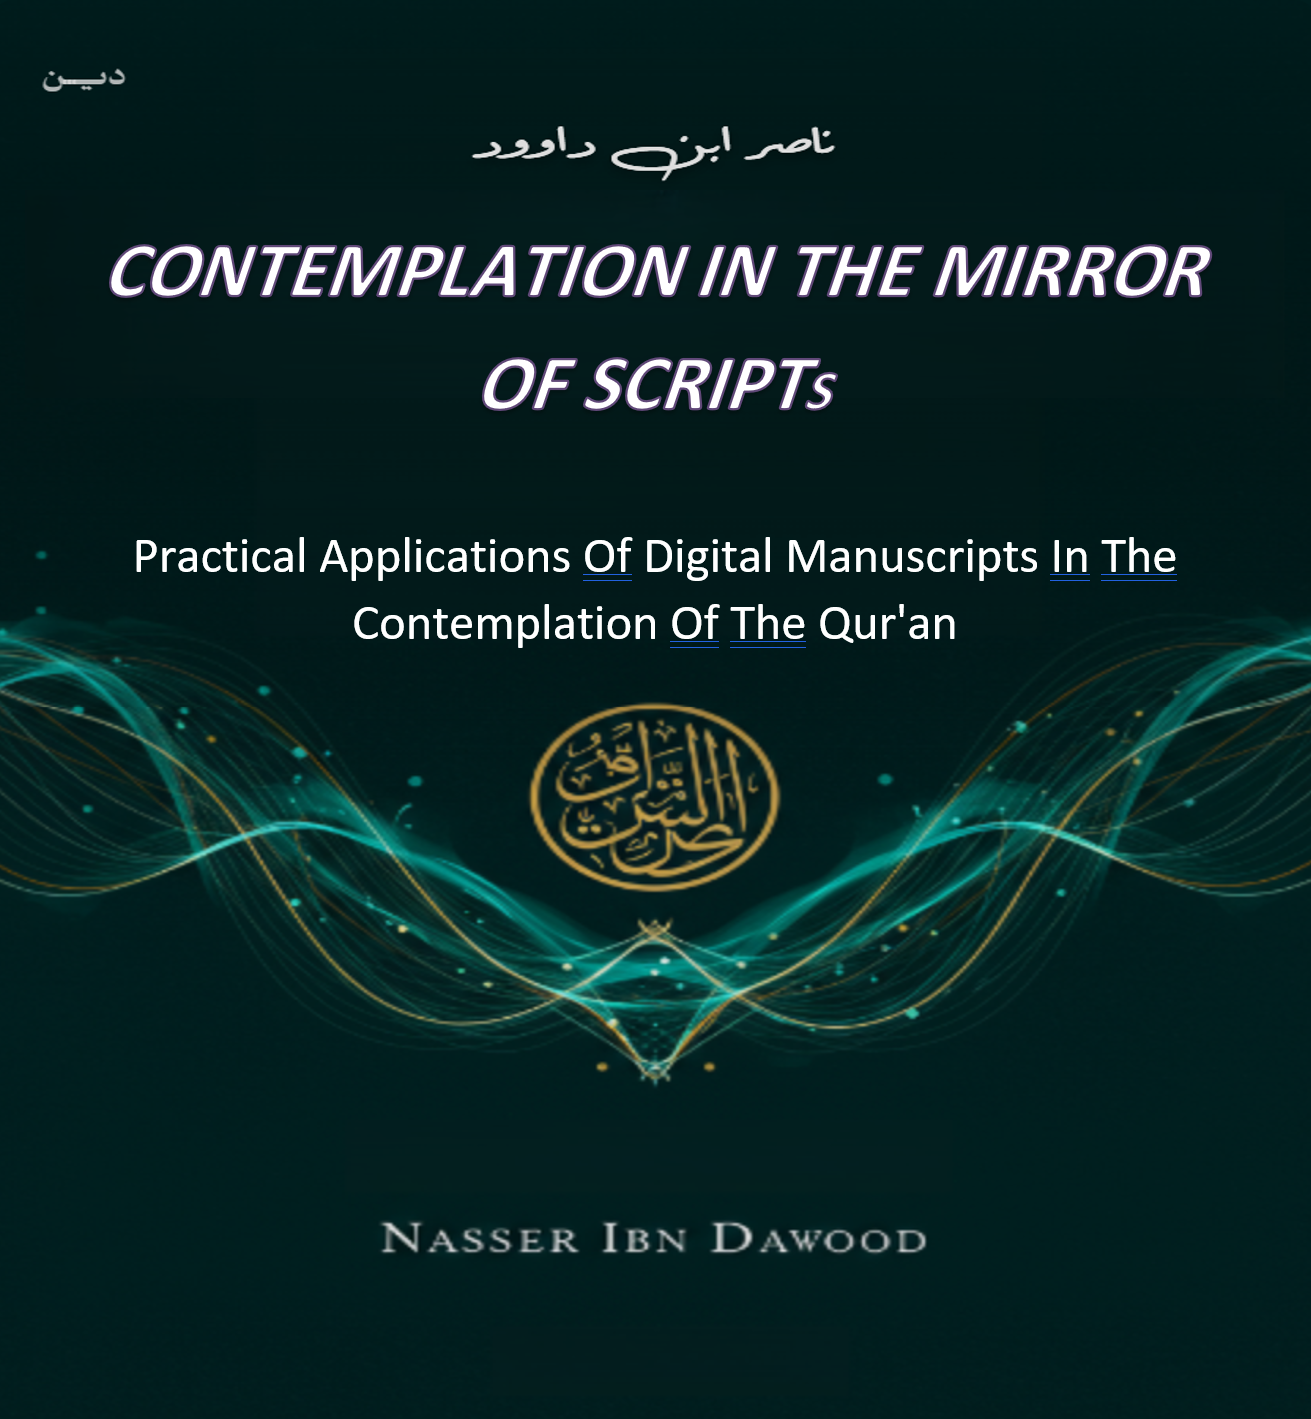 ديـن
ناصر ابن داوود
CONTEMPLATION IN THE MIRROR
OF SCRIPTs
Practical Applications Of Digital Manuscripts In The
Contemplation Of The Qur'an
NASSER IBN DAWOOD